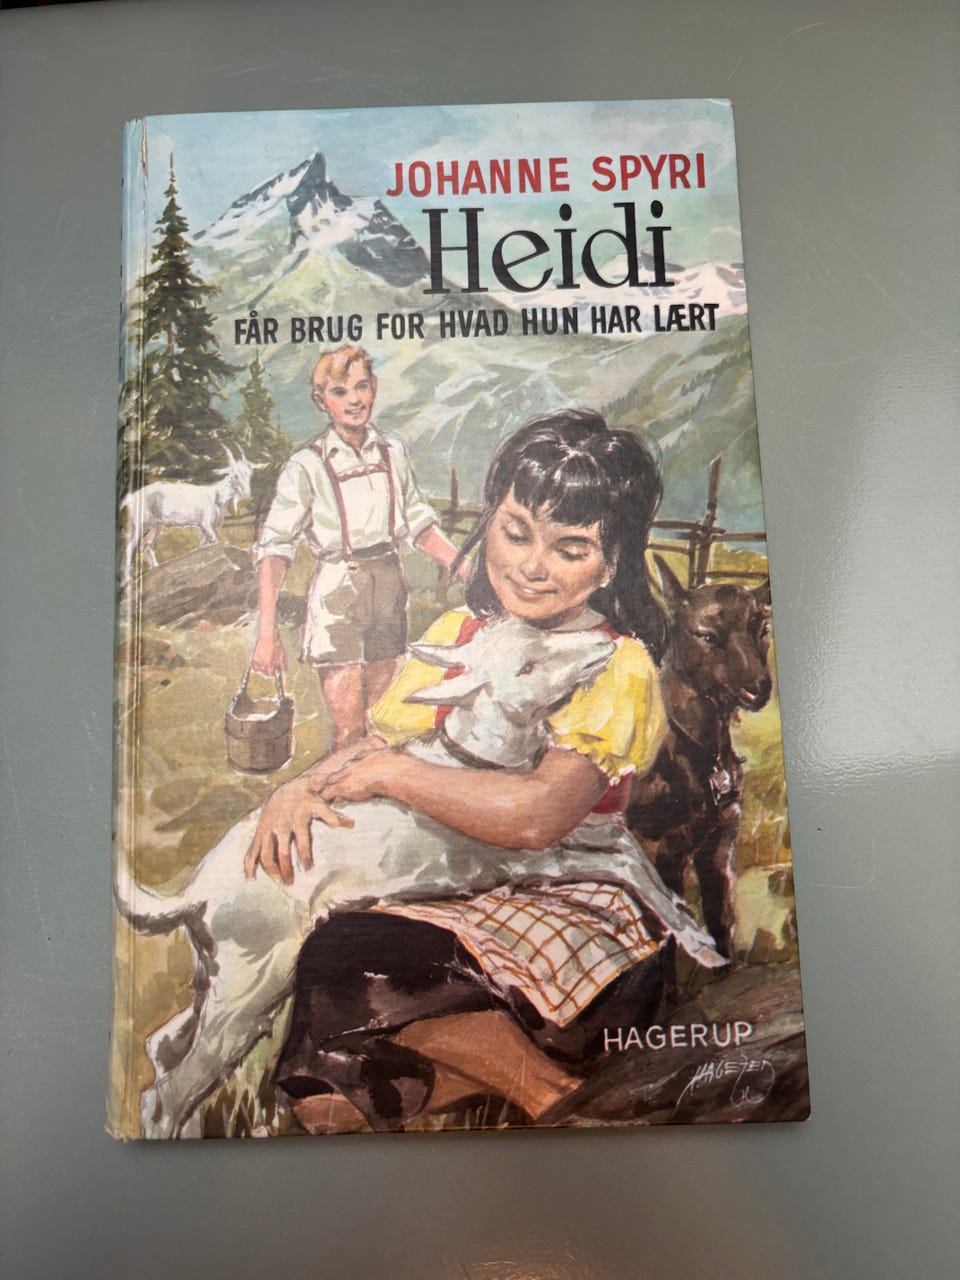 JOHANNE SPYRI
Heidi
FÅR BRUG FOR HVAD HUN HAR LÆRT
HAGERUP